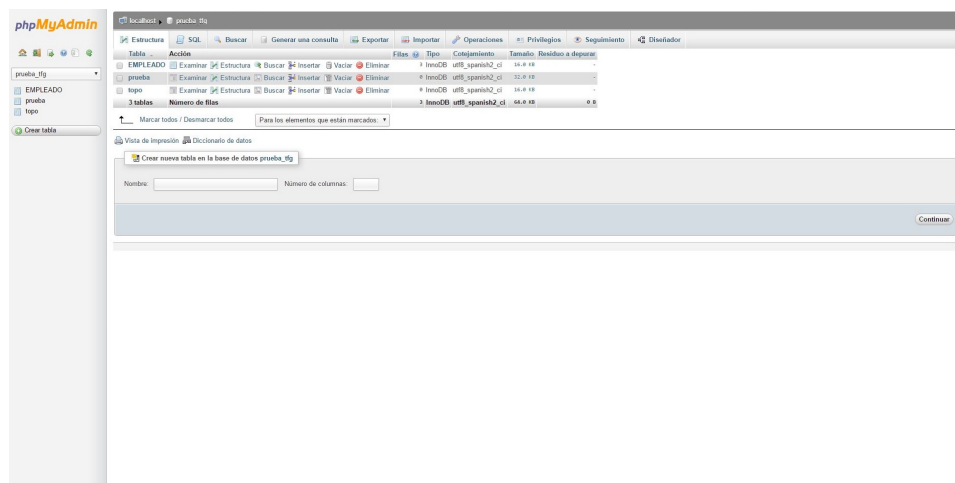 phpMyAdmin
prueba_tfg
EMPLEADO
prueba
topo
Crear tabla
localhost prueba_tfg
Estructura SQL Buscar Generar una consulta Exportar Importar Operaciones Privilegios Seguimiento Diseñador
Tabla Acción Filas Tipo Cotejamiento Tamaño Residuo a depurar
EMPLEADO Examinar Estructura Buscar Insertar Vaciar Eliminar 3 InnoDB utf8_spanish2_ci 16.0 KB -
prueba Examinar Estructura Buscar Insertar Vaciar Eliminar 0 InnoDB utf8_spanish2_ci 32.0 KB -
topo Examinar Estructura Buscar Insertar Vaciar Eliminar 0 InnoDB utf8_spanish2_ci 16.0 KB -
3 tablas Número de filas 3 InnoDB utf8_spanish2_ci 64.0 KB 0 B
Marcar todos / Desmarcar todos Para los elementos que están marcados:
Vista de impresión Diccionario de datos
Crear nueva tabla en la base de datos prueba_tfg
Nombre: Número de columnas:
Continuar